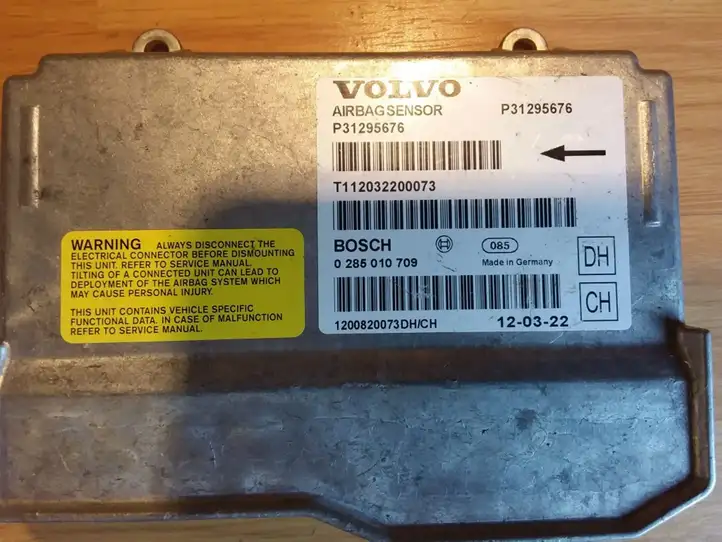 VOLVO
AIRBAG SENSOR P31295676
P31295676
T112032200073
BOSCH 085
0 285 010 709 Made in Germany
DH
CH
1200820073DH/CH 12-03-22
WARNING ALWAYS DISCONNECT THE
ELECTRICAL CONNECTOR BEFORE DISMOUNTING
THIS UNIT. REFER TO SERVICE MANUAL.
TILTING OF A CONNECTED UNIT CAN LEAD TO
DEPLOYMENT OF THE AIRBAG SYSTEM WHICH
MAY CAUSE PERSONAL INJURY.
THIS UNIT CONTAINS VEHICLE SPECIFIC
FUNCTIONAL DATA. IN CASE OF MALFUNCTION
REFER TO SERVICE MANUAL.